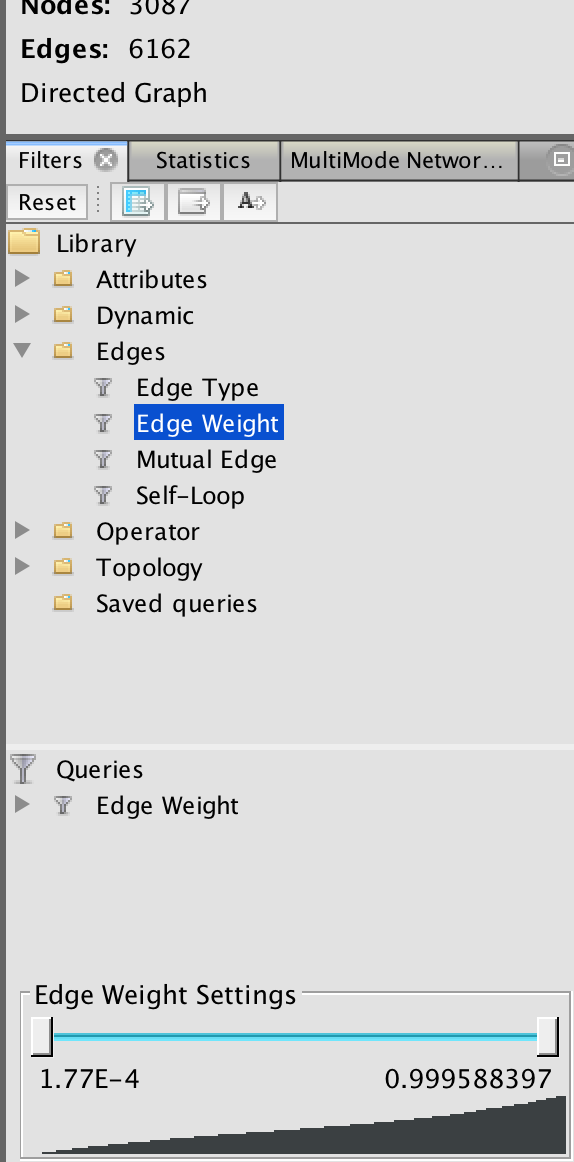 Nodes: 3087
Edges: 6162
Directed Graph
Filters Statistics MultiMode Networ...
Reset A
Library
Attributes
Dynamic
Edges
Edge Type
Edge Weight
Mutual Edge
Self-Loop
Operator
Topology
Saved queries
Queries
Edge Weight
Edge Weight Settings
1.77E-4 0.999588397